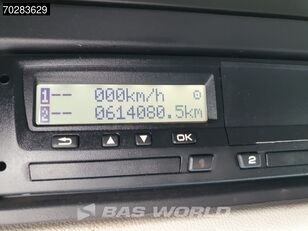 70283629
1-- 000km/h
2-- 0614080.5km
OK
2
BAS WORLD